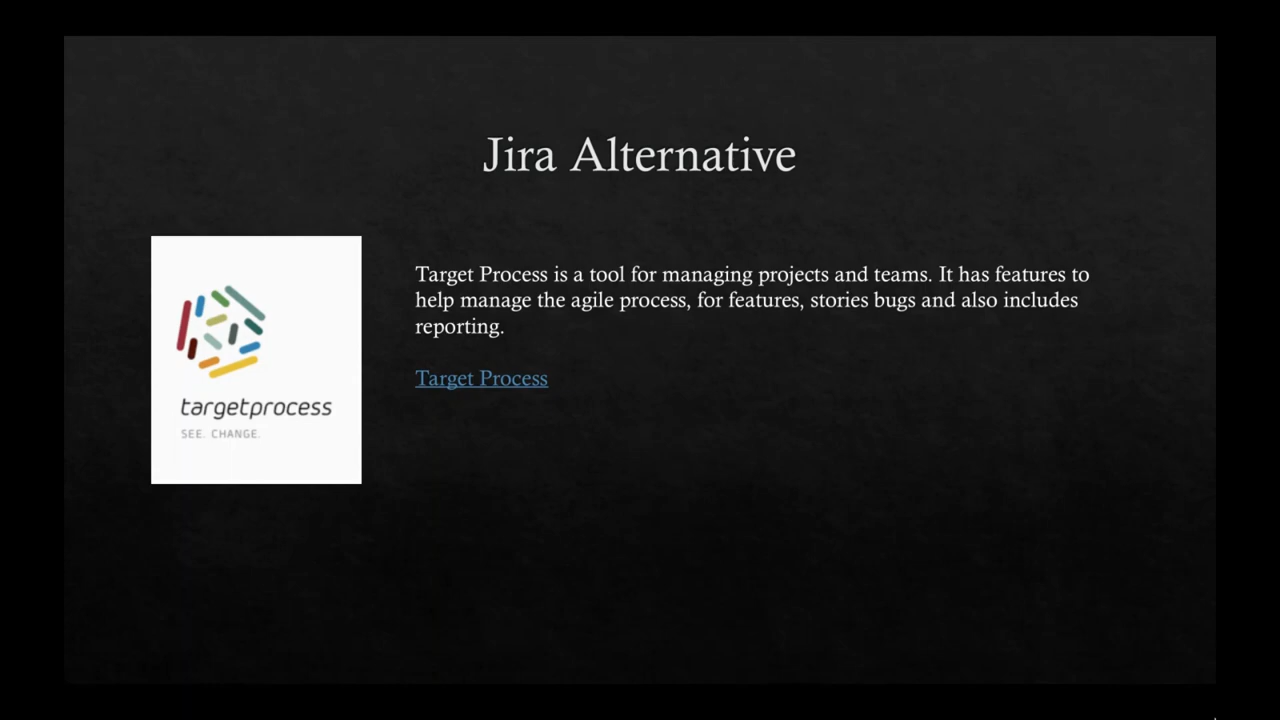 Jira Alternative
Target Process is a tool for managing projects and teams. It has features to
help manage the agile process, for features, stories bugs and also includes
reporting.
Target Process
targetprocess
SEE. CHANGE.